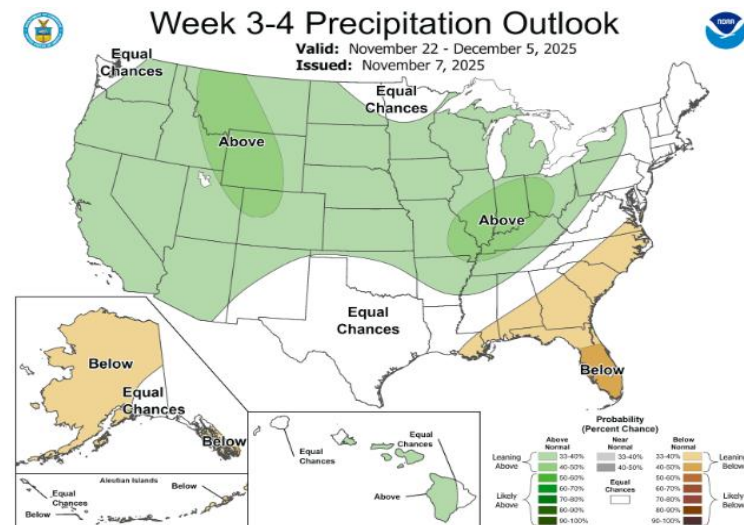 Week 3-4 Precipitation Outlook
Valid: November 22 - December 5, 2025
Issued: November 7, 2025
NOAA
Equal
Chances
Equal
Chances
Above
Above
Equal
Chances
Below
Below
Equal
Chances
Below
Aleutian Islands
Equal
Chances
Below
Below
Equal
Chances
Equal
Chances
Above
Probability
(Percent Chance)
Above
Normal
Near
Normal
Below
Normal
Leaning
Above
33-40%
40-50%
33-40%
40-50%
33-40%
40-50%
Leaning
Below
Likely
Above
50-60%
60-70%
70-80%
80-90%
90-100%
Equal
Chances
50-60%
60-70%
70-80%
80-90%
90-100%
Likely
Below